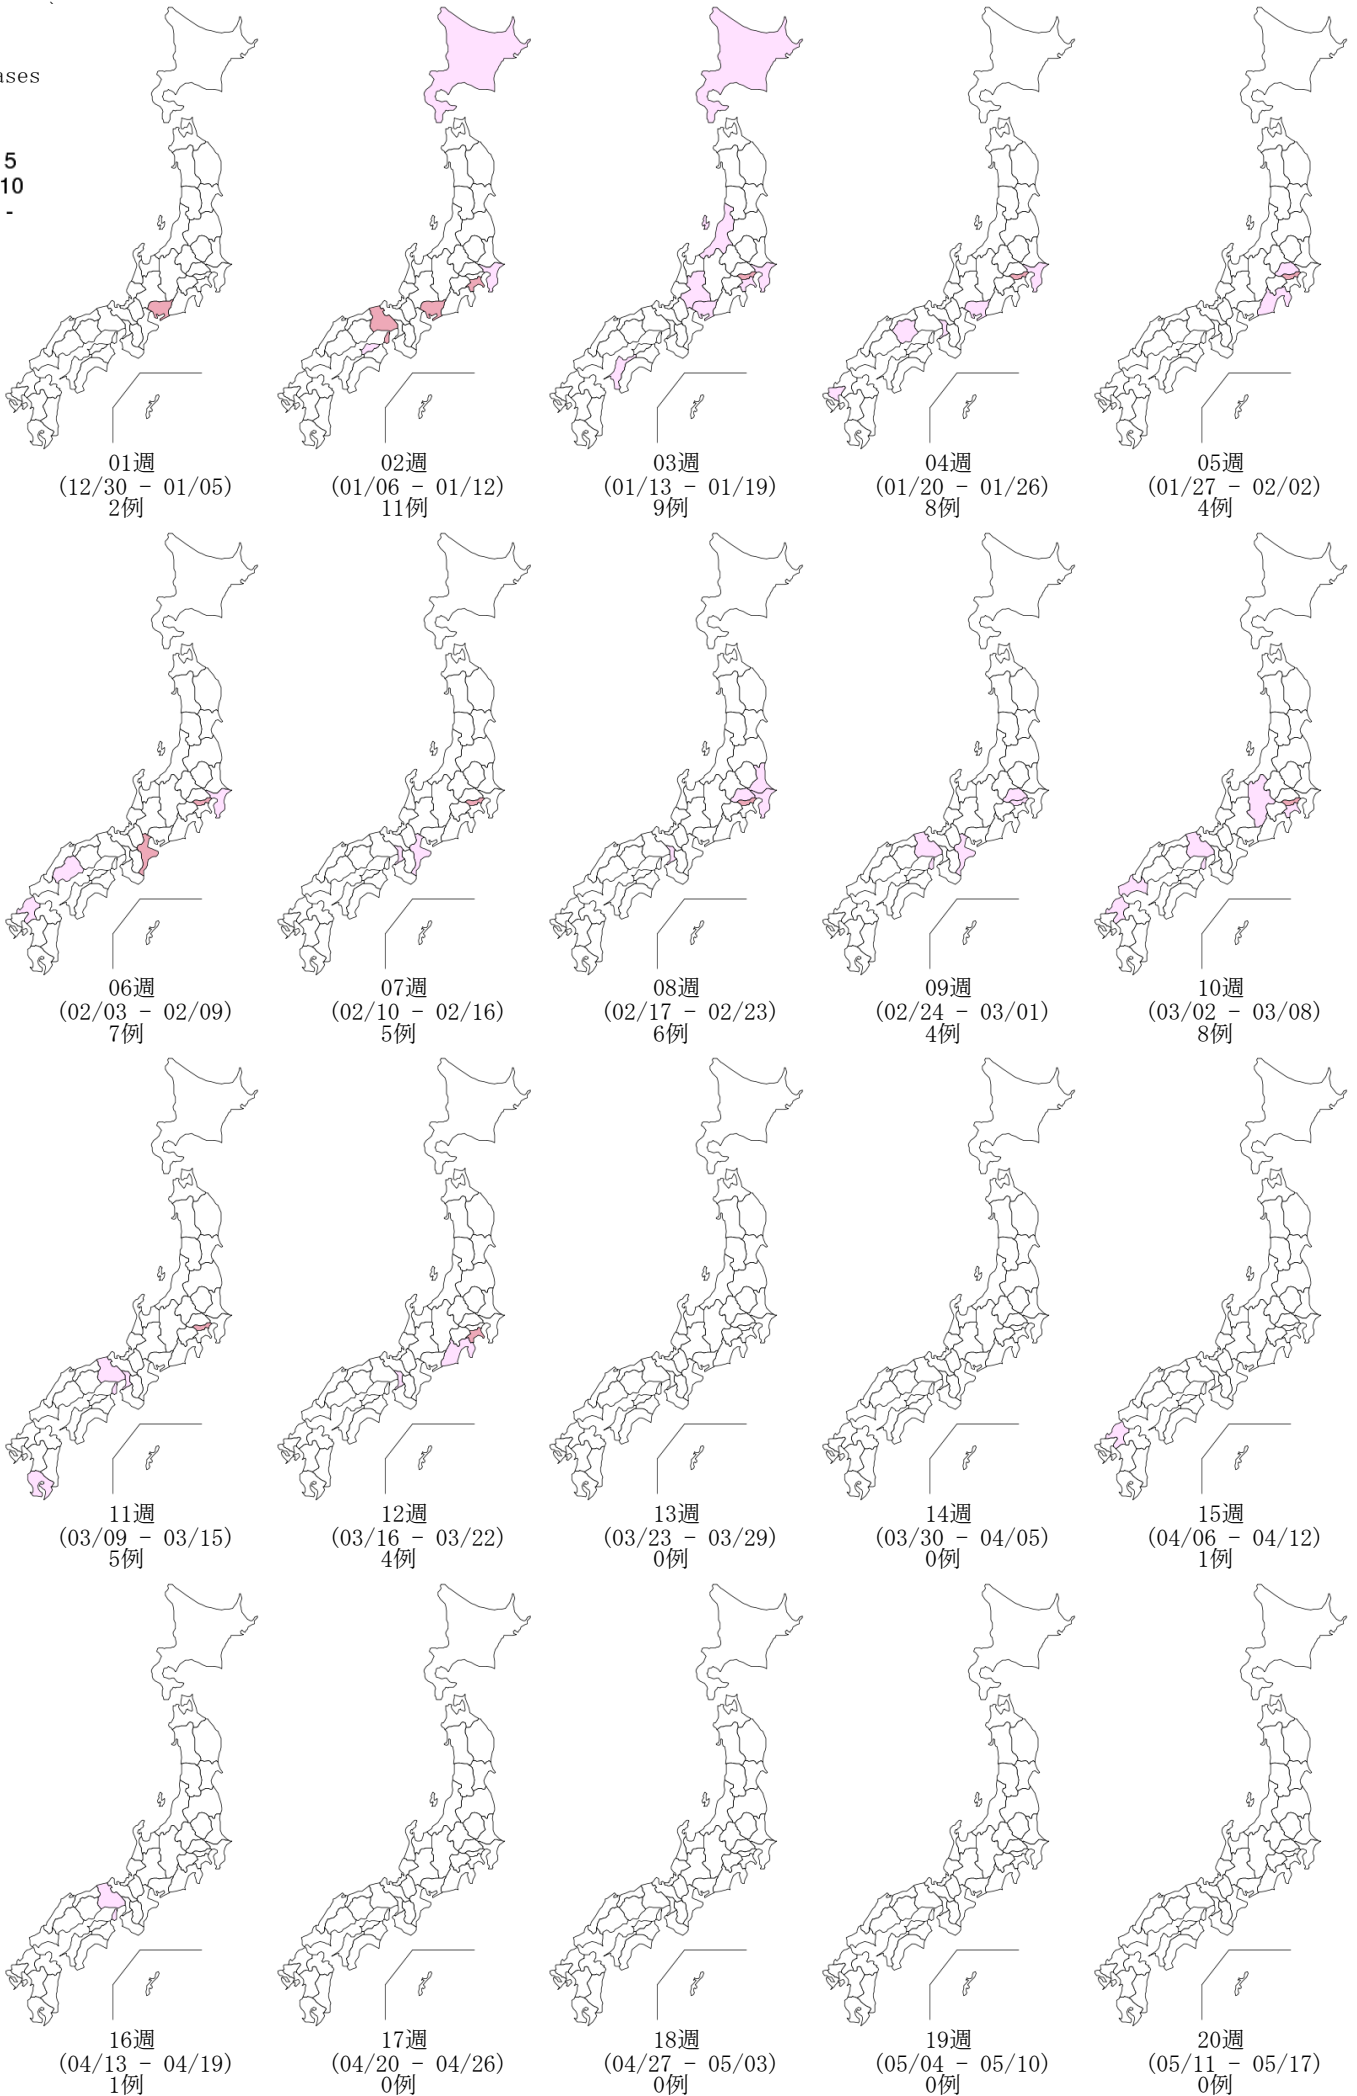 ases
5
10
-
01週
(12/30 - 01/05)
2例
02週
(01/06 - 01/12)
11例
03週
(01/13 - 01/19)
9例
04週
(01/20 - 01/26)
8例
05週
(01/27 - 02/02)
4例
06週
(02/03 - 02/09)
7例
07週
(02/10 - 02/16)
5例
08週
(02/17 - 02/23)
6例
09週
(02/24 - 03/01)
4例
10週
(03/02 - 03/08)
8例
11週
(03/09 - 03/15)
5例
12週
(03/16 - 03/22)
4例
13週
(03/23 - 03/29)
0例
14週
(03/30 - 04/05)
0例
15週
(04/06 - 04/12)
1例
16週
(04/13 - 04/19)
1例
17週
(04/20 - 04/26)
0例
18週
(04/27 - 05/03)
0例
19週
(05/04 - 05/10)
0例
20週
(05/11 - 05/17)
0例